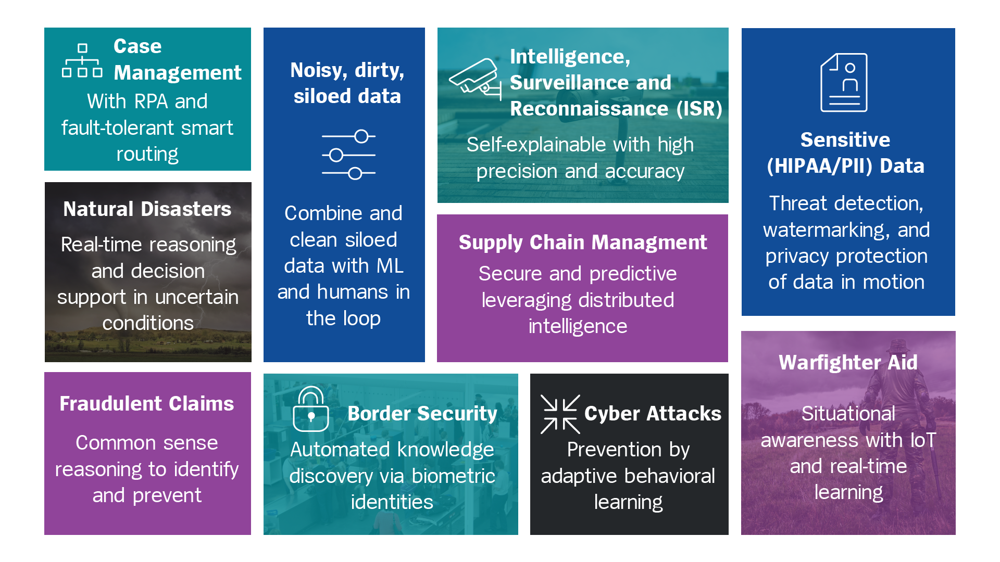 Case
Management
With RPA and
fault-tolerant smart
routing
Noisy, dirty,
siloed data
Combine and
clean siloed
data with ML
and humans in
the loop
Intelligence,
Surveillance and
Reconnaissance (ISR)
Self-explainable with high
precision and accuracy
Sensitive
(HIPAA/PII) Data
Threat detection,
watermarking, and
privacy protection
of data in motion
Natural Disasters
Real-time reasoning
and decision
support in uncertain
conditions
Supply Chain Managment
Secure and predictive
leveraging distributed
intelligence
Warfighter Aid
Situational
awareness with IoT
and real-time
learning
Fraudulent Claims
Common sense
reasoning to identify
and prevent
Border Security
Automated knowledge
discovery via biometric
identities
Cyber Attacks
Prevention by
adaptive behavioral
learning